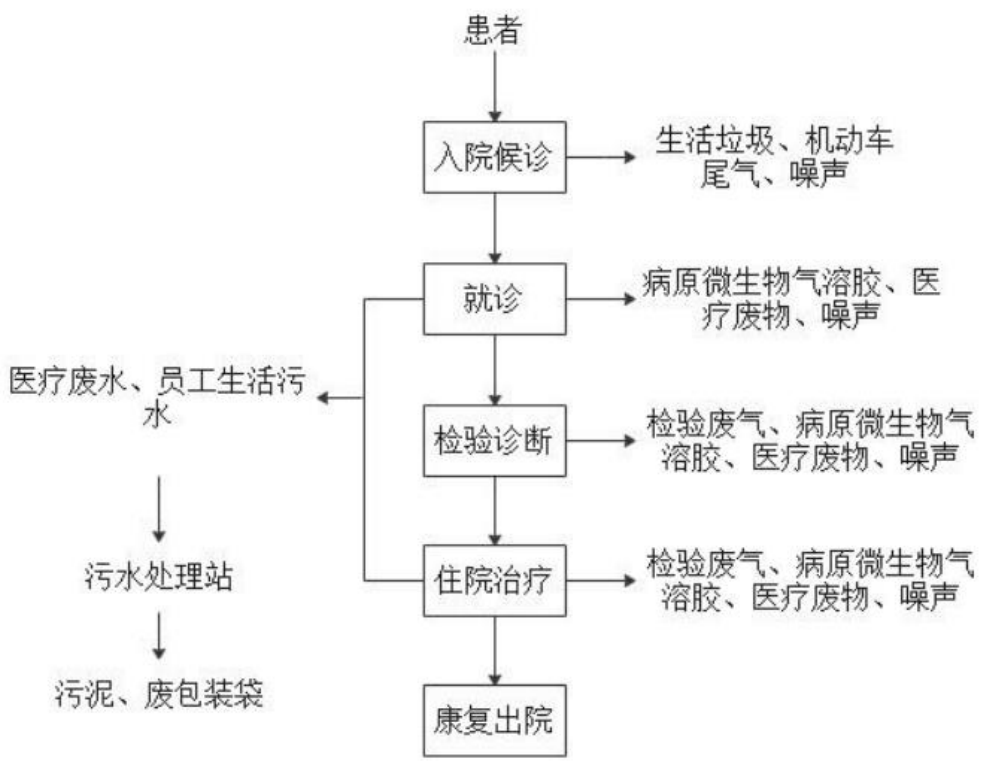 患者
入院候诊
生活垃圾、机动车
尾气、噪声
就诊
病原微生物气溶胶、医
疗废物、噪声
医疗废水、员工生活污
水
检验诊断
检验废气、病原微生物气
溶胶、医疗废物、噪声
污水处理站
住院治疗
检验废气、病原微生物气
溶胶、医疗废物、噪声
污泥、废包装袋
康复出院